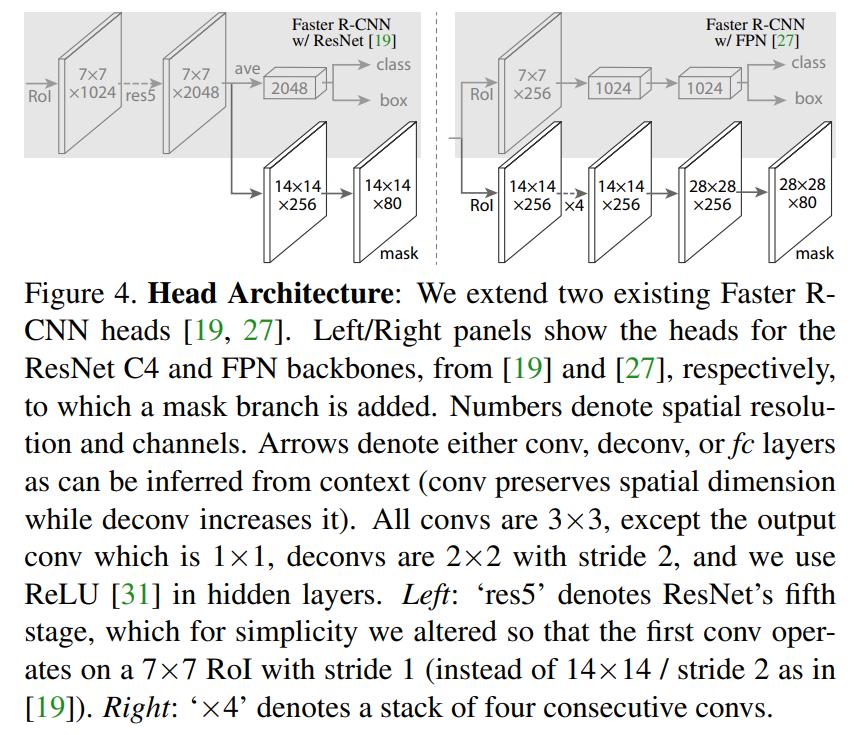 Faster R-CNN
w/ ResNet [19]
RoI
7×7
×1024
res5
7×7
×2048
ave
2048
class
box
14×14
×256
14×14
×80
mask
Faster R-CNN
w/ FPN [27]
RoI
7×7
×256
1024
1024
class
box
RoI
14×14
×256
×4
14×14
×256
28×28
×256
28×28
×80
mask
Figure 4. Head Architecture: We extend two existing Faster R-
CNN heads [19, 27]. Left/Right panels show the heads for the
ResNet C4 and FPN backbones, from [19] and [27], respectively,
to which a mask branch is added. Numbers denote spatial resolu-
tion and channels. Arrows denote either conv, deconv, or fc layers
as can be inferred from context (conv preserves spatial dimension
while deconv increases it). All convs are 3×3, except the output
conv which is 1×1, deconvs are 2×2 with stride 2, and we use
ReLU [31] in hidden layers. Left: ‘res5’ denotes ResNet’s fifth
stage, which for simplicity we altered so that the first conv oper-
ates on a 7×7 RoI with stride 1 (instead of 14×14 / stride 2 as in
[19]). Right: ‘×4’ denotes a stack of four consecutive convs.